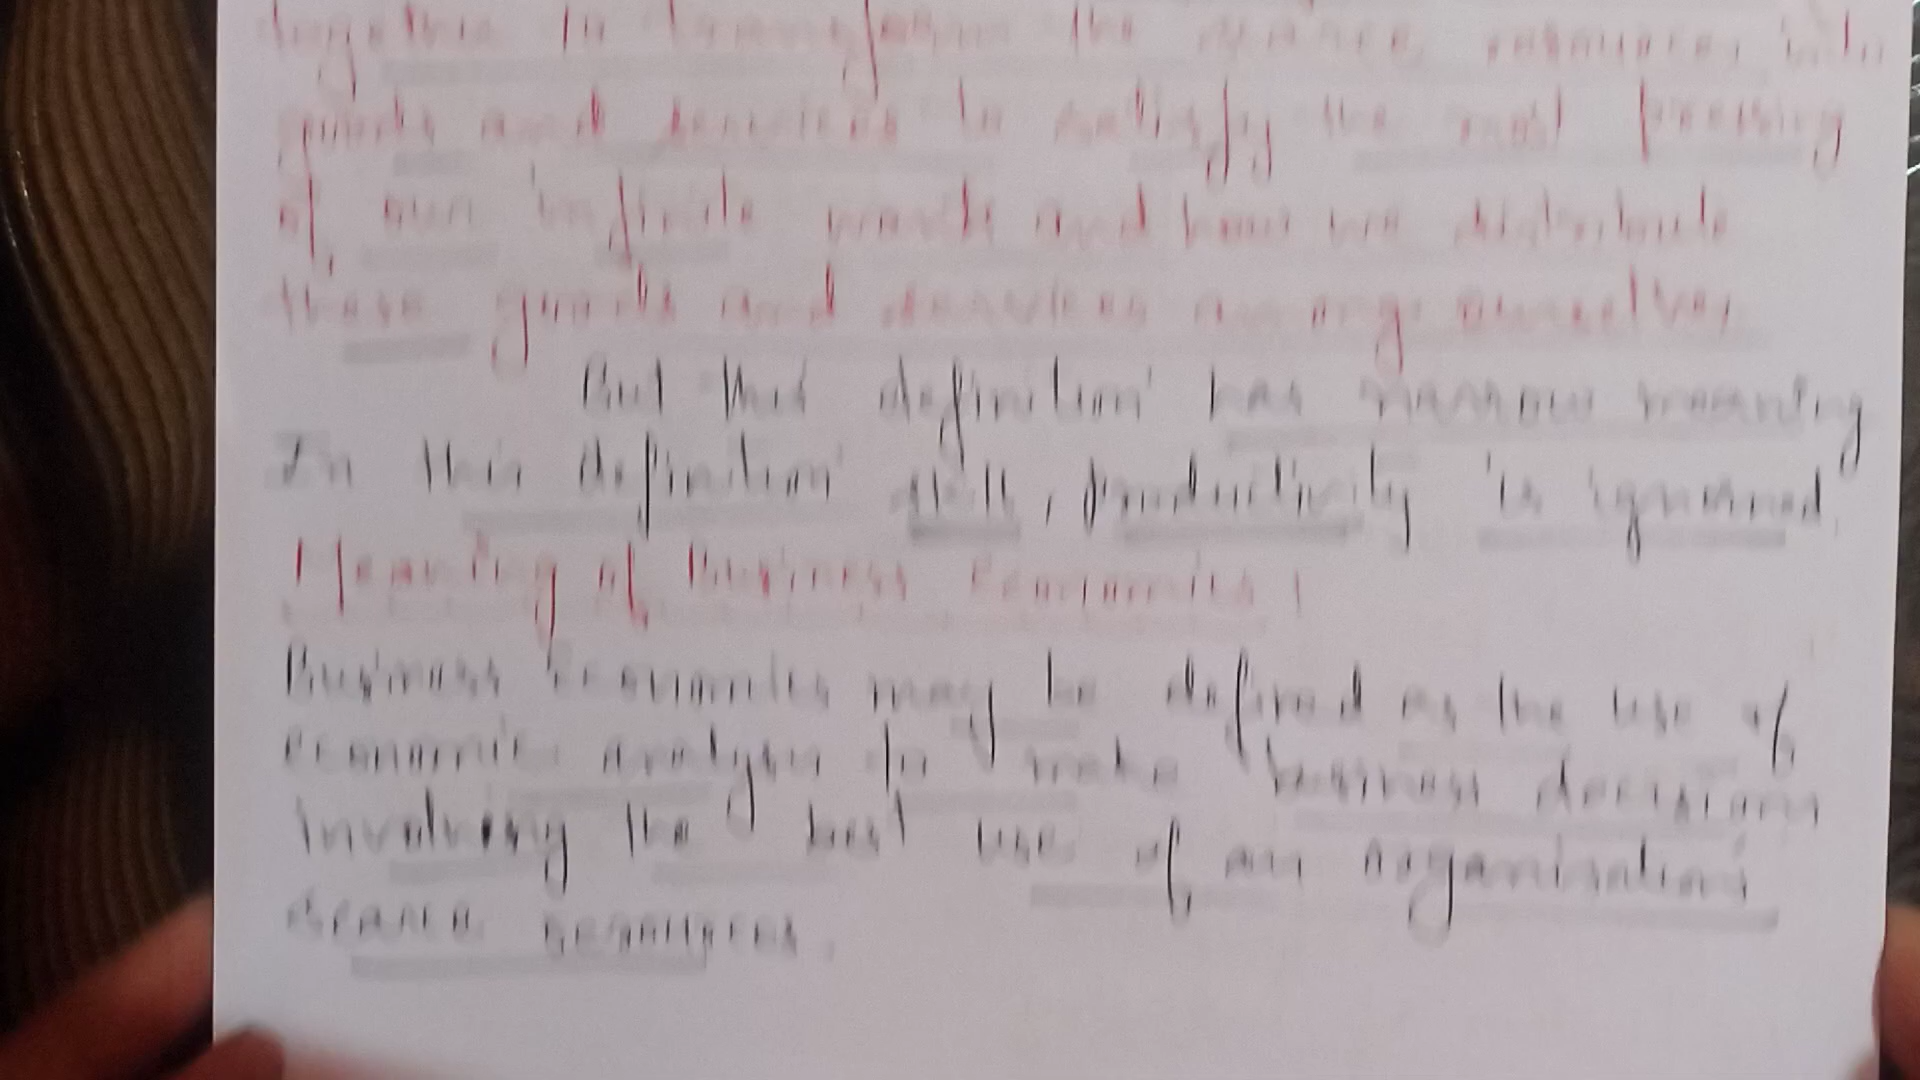 together to transform the scarce resources into
goods and services to satisfy the most pressing
of our infinite wants and how we distribute
these goods and services among ourselves
But this definition has narrow meaning
In this definition skill, productivity is ignored.
Meaning of Business Economics :
Business Economics may be defined as the use of
economic analysis to make business decisions
involving the best use of an organization's
scarce resources.